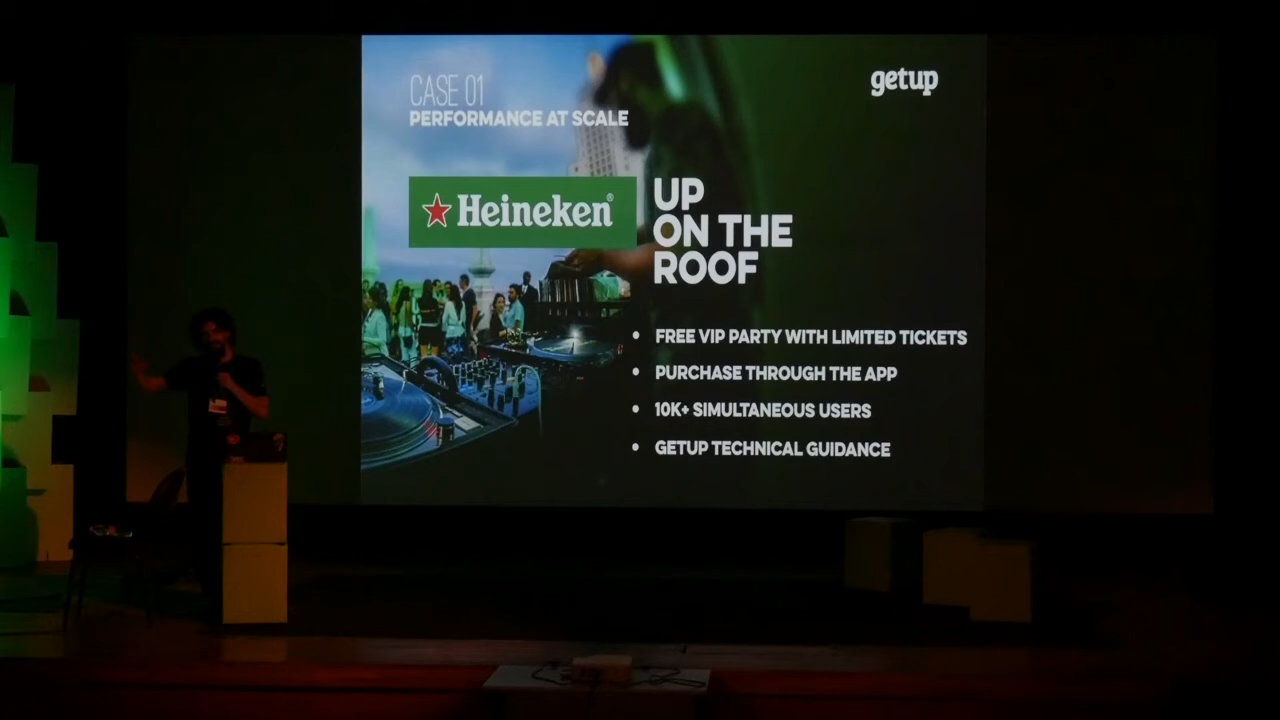 CASE 01
PERFORMANCE AT SCALE
getup
Heineken®
UP
ON THE
ROOF
• FREE VIP PARTY WITH LIMITED TICKETS
• PURCHASE THROUGH THE APP
• 10K+ SIMULTANEOUS USERS
• GETUP TECHNICAL GUIDANCE